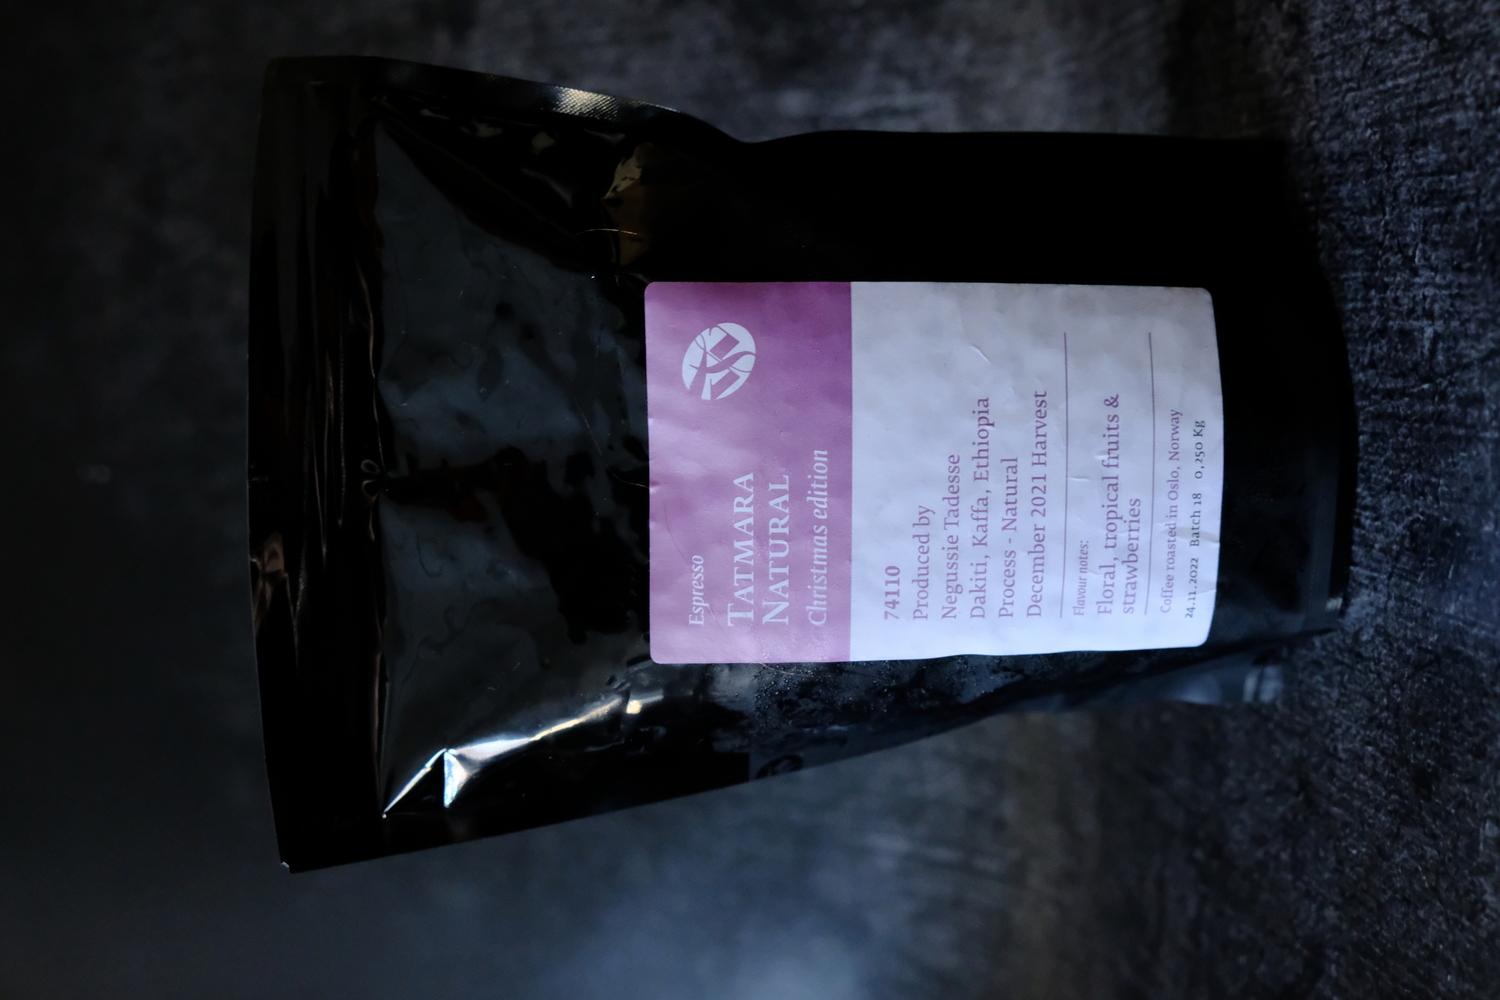 Espresso
TATMARA
NATURAL
Christmas edition
74110
Produced by
Negussie Tadesse
Dakiti, Kaffa, Ethiopia
Process - Natural
December 2021 Harvest
Flavour notes:
Floral, tropical fruits &
strawberries
Coffee roasted in Oslo, Norway
24.11.2022 Batch 18 0,250 Kg